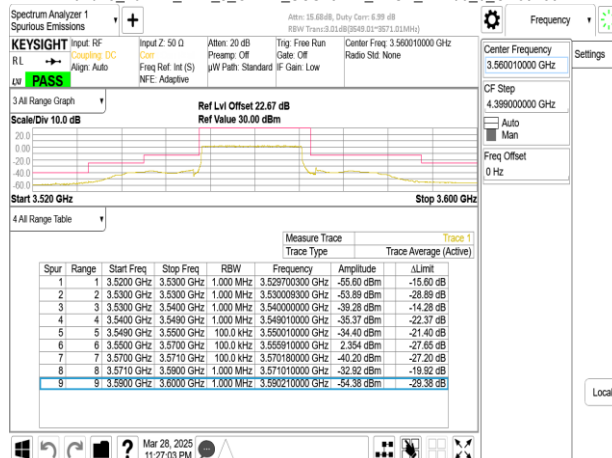 Spectrum Analyzer 1
Spurious Emissions
Attn: 15.68dB, Duty Corr: 6.99 dB
RBW Trans:3.01dB(3549.01~3571.01MHz)
Frequency
Settings
KEYSIGHT
RL
Input: RF
Coupling: DC
Align: Auto
Input Z: 50 Ω
Corr
Freq Ref: Int (S)
NFE: Adaptive
Atten: 20 dB
Preamp: Off
µW Path: Standard
Trig: Free Run
Gate: Off
IF Gain: Low
Center Freq: 3.560010000 GHz
Radio Std: None
PASS
Center Frequency
3.560010000 GHz
CF Step
4.399000000 GHz
Auto
Man
Freq Offset
0 Hz
3 All Range Graph
Scale/Div 10.0 dB
Ref Lvl Offset 22.67 dB
Ref Value 30.00 dBm
20.0
0.00
-20.0
-40.0
-60.0
Start 3.520 GHz
Stop 3.600 GHz
4 All Range Table
Measure Trace Trace 1
Trace Type Trace Average (Active)
Spur Range Start Freq Stop Freq RBW Frequency Amplitude ΔLimit
1 1 3.5200 GHz 3.5300 GHz 1.000 MHz 3.529700300 GHz -55.60 dBm -15.60 dB
2 2 3.5300 GHz 3.5300 GHz 1.000 MHz 3.530009300 GHz -53.89 dBm -28.89 dB
3 3 3.5300 GHz 3.5400 GHz 1.000 MHz 3.540000000 GHz -39.28 dBm -14.28 dB
4 4 3.5400 GHz 3.5490 GHz 1.000 MHz 3.549010000 GHz -35.37 dBm -22.37 dB
5 5 3.5490 GHz 3.5500 GHz 100.0 kHz 3.550010000 GHz -34.40 dBm -21.40 dB
6 6 3.5500 GHz 3.5700 GHz 100.0 kHz 3.555910000 GHz 2.354 dBm -27.65 dB
7 7 3.5700 GHz 3.5710 GHz 100.0 kHz 3.570180000 GHz -40.20 dBm -27.20 dB
8 8 3.5710 GHz 3.5900 GHz 1.000 MHz 3.571010000 GHz -32.92 dBm -19.92 dB
9 9 3.5900 GHz 3.6000 GHz 1.000 MHz 3.590210000 GHz -54.38 dBm -29.38 dB
Local
?
Mar 28, 2025
11:27:03 PM